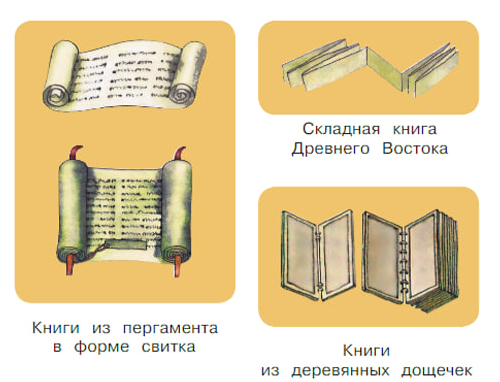 Складная книга
Древнего Востока
Книги из пергамента
в форме свитка
Книги
из деревянных дощечек